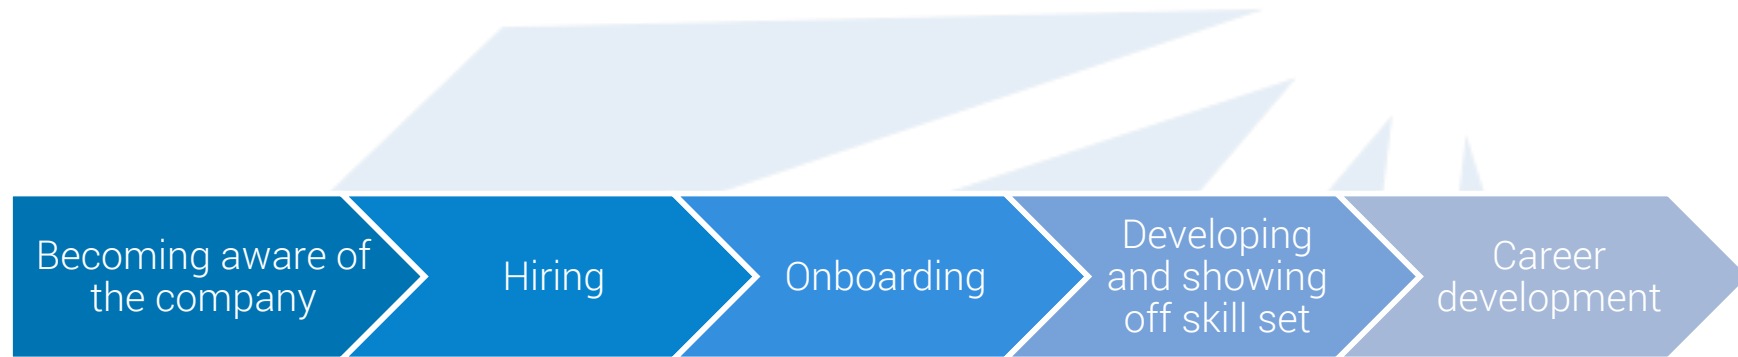 Becoming aware of
the company
Hiring
Onboarding
Developing
and showing
off skill set
Career
development